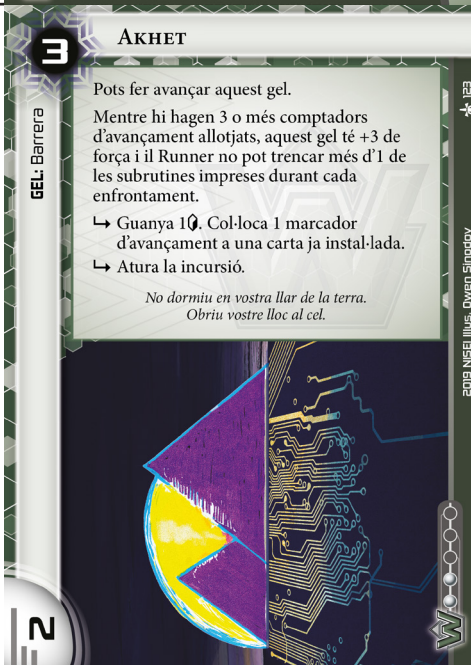 3
AKHET
GEL: Barrera
Pots fer avançar aquest gel.
Mentre hi hagen 3 o més comptadors
d'avançament allotjats, aquest gel té +3 de
força i il Runner no pot trencar més d'1 de
les subrutines impreses durant cada
enfrontament.
↳ Guanya 1. Col·loca 1 marcador
d'avançament a una carta ja instal·lada.
↳ Atura la incursió.
No dormiu en vostra llar de la terra.
Obriu vostre lloc al cel.
123
2019 NISEI Illus. Owen Sinodov
2
W